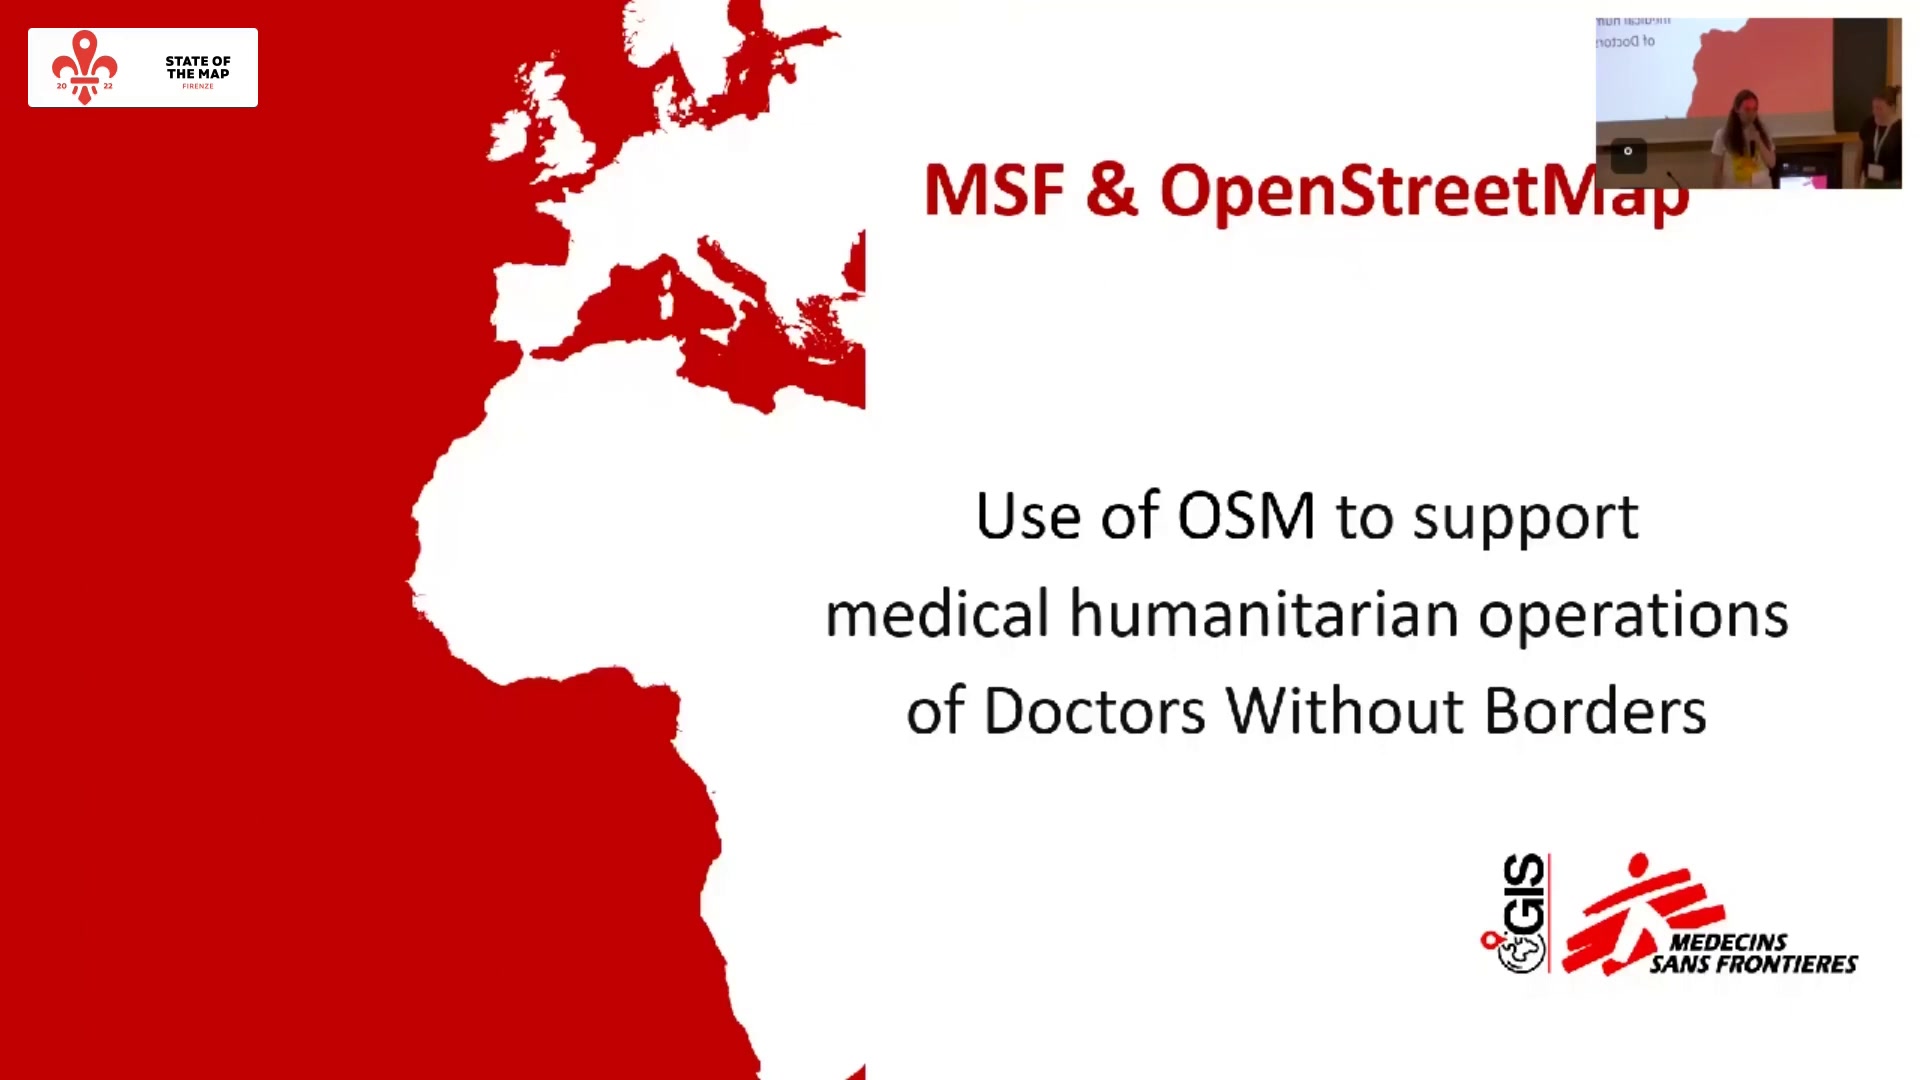 20 22
STATE OF
THE MAP
FIRENZE
MSF & OpenStreetMap
Use of OSM to support
medical humanitarian operations
of Doctors Without Borders
GIS
MEDECINS
SANS FRONTIERES